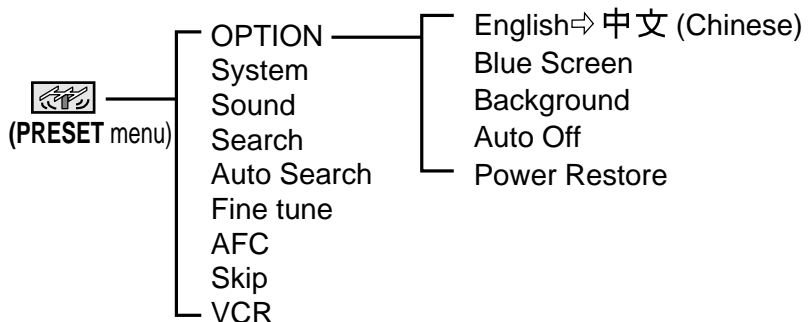 (PRESET menu)
OPTION
System
Sound
Search
Auto Search
Fine tune
AFC
Skip
VCR
English⇨ 中文 (Chinese)
Blue Screen
Background
Auto Off
Power Restore